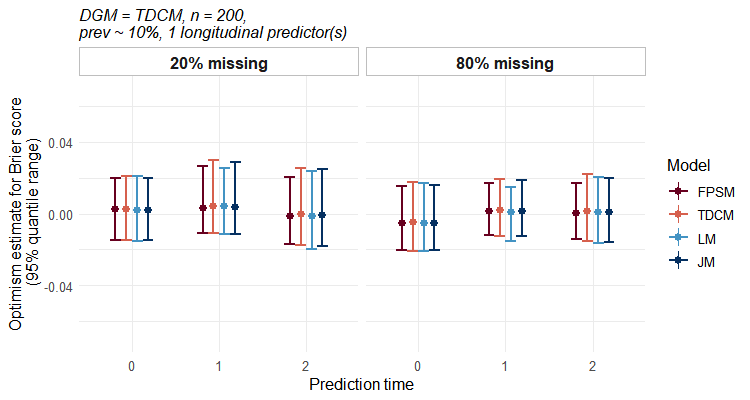 DGM = TDCM, n = 200,
prev ~ 10%, 1 longitudinal predictor(s)
20% missing
80% missing
Optimism estimate for Brier score
(95% quantile range)
0.04
0.00
-0.04
0
1
2
0
1
2
Prediction time
Model
FPSM
TDCM
LM
JM